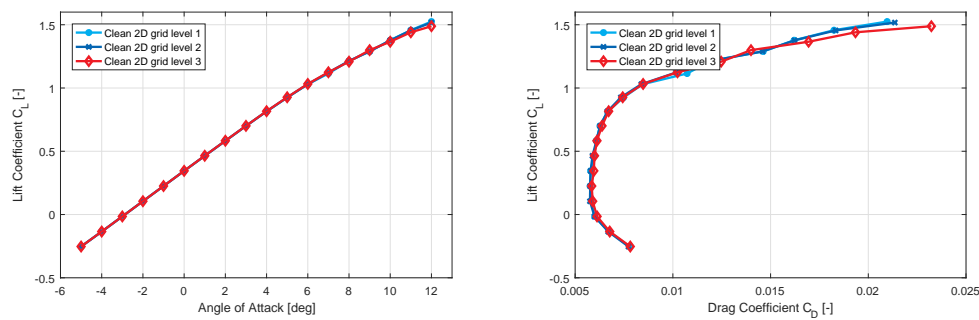 1.5
1
0.5
0
-0.5
-6
-4
-2
0
2
4
6
8
10
12
Angle of Attack [deg]
Lift Coefficient C_L [-]
Clean 2D grid level 1
Clean 2D grid level 2
Clean 2D grid level 3
1.5
1
0.5
0
-0.5
0.005
0.01
0.015
0.02
0.025
Drag Coefficient C_D [-]
Lift Coefficient C_L [-]
Clean 2D grid level 1
Clean 2D grid level 2
Clean 2D grid level 3